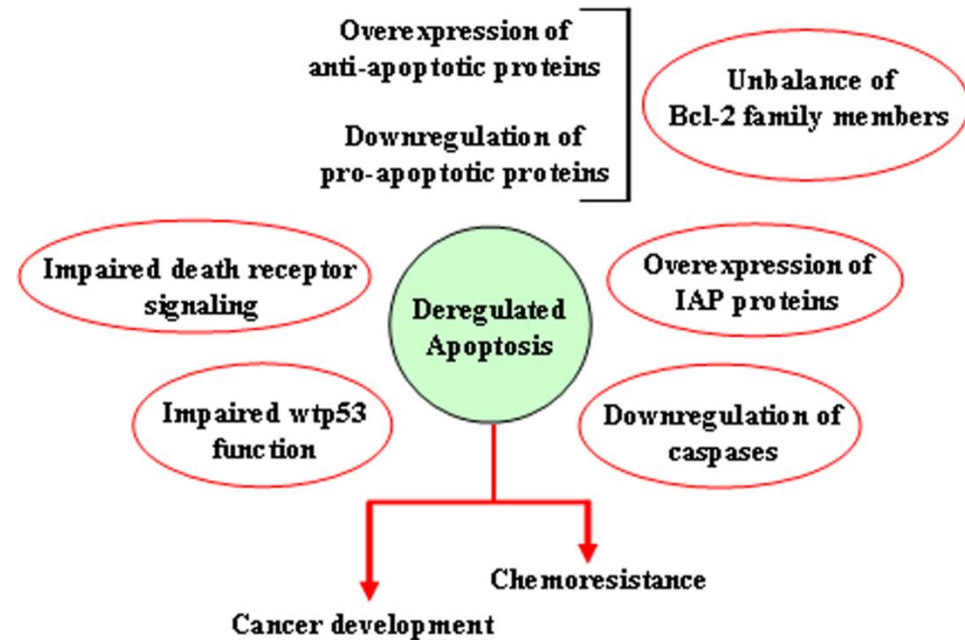 Overexpression of
anti-apoptotic proteins
Downregulation of
pro-apoptotic proteins
Unbalance of
Bcl-2 family members
Impaired death receptor
signaling
Deregulated
Apoptosis
Overexpression of
IAP proteins
Impaired wtp53
function
Downregulation of
caspases
Chemoresistance
Cancer development